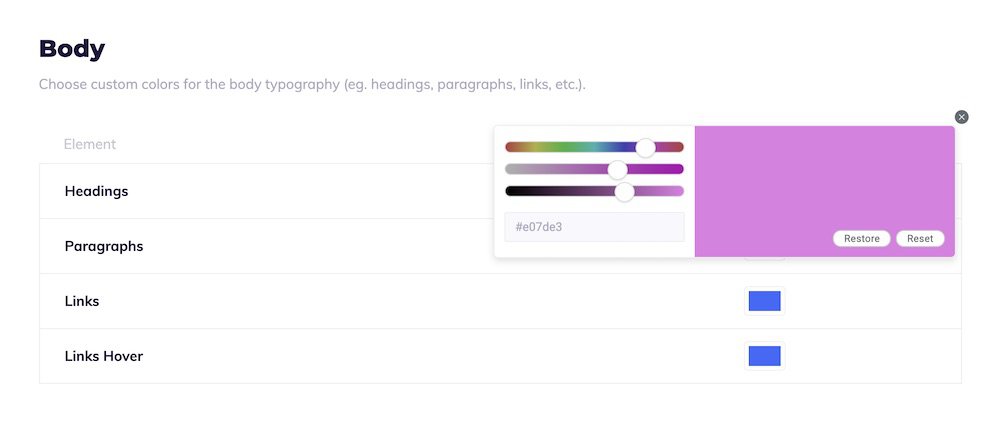 Body
Choose custom colors for the body typography (eg. headings, paragraphs, links, etc.).
Element
Headings
#e07de3
Restore Reset
Paragraphs
Links
Links Hover